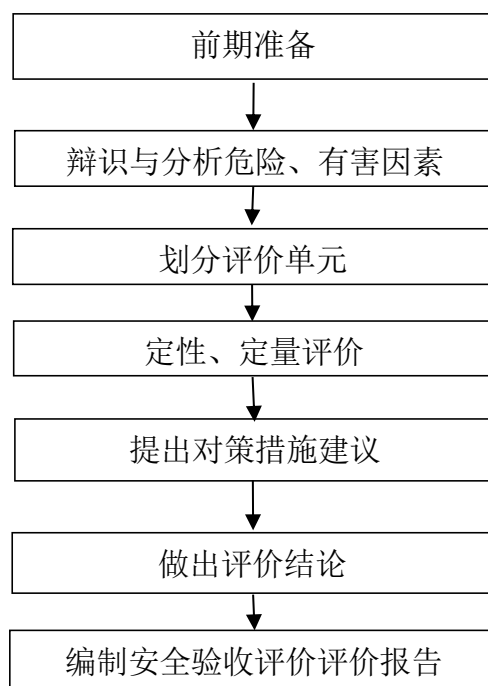 前期准备
辩识与分析危险、有害因素
划分评价单元
定性、定量评价
提出对策措施建议
做出评价结论
编制安全验收评价评价报告